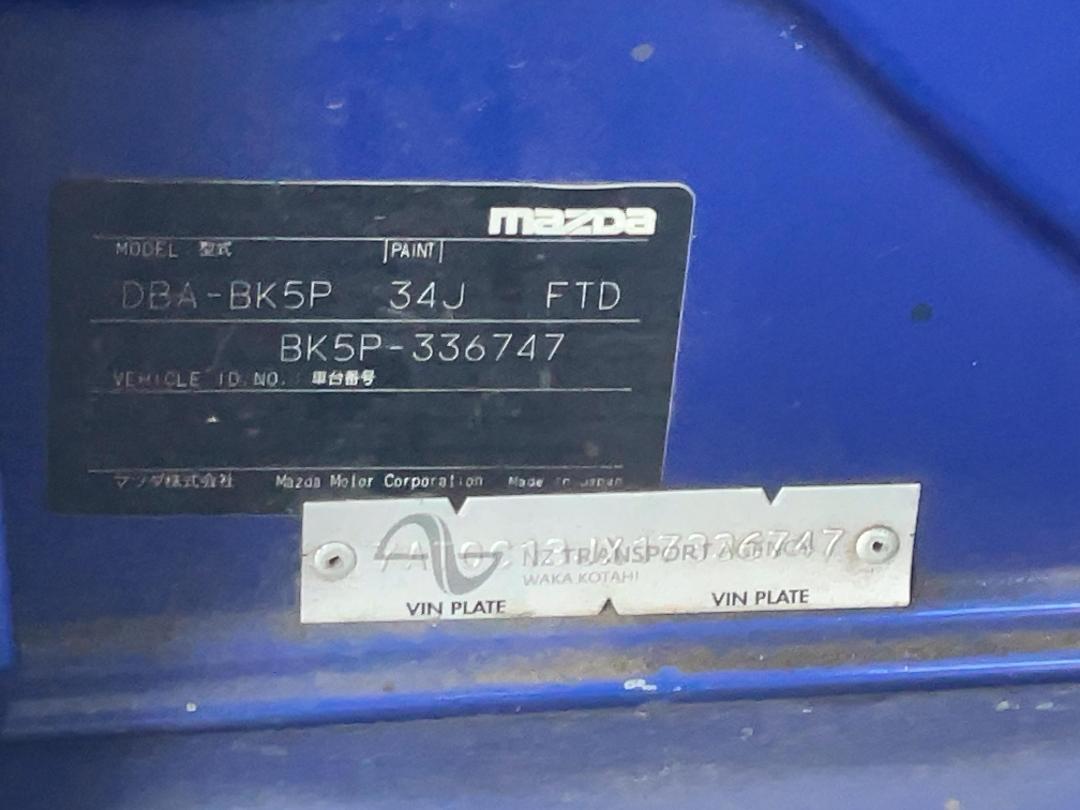 mazda
MODEL 型式 PAINT
DBA-BK5P 34J FTD
BK5P-336747
VEHICLE ID.NO. 車台番号
マツダ株式会社 Mazda Motor Corporation Made in Japan
NZ TRANSPORT AGENCY
WAKA KOTAHI
VIN PLATE VIN PLATE